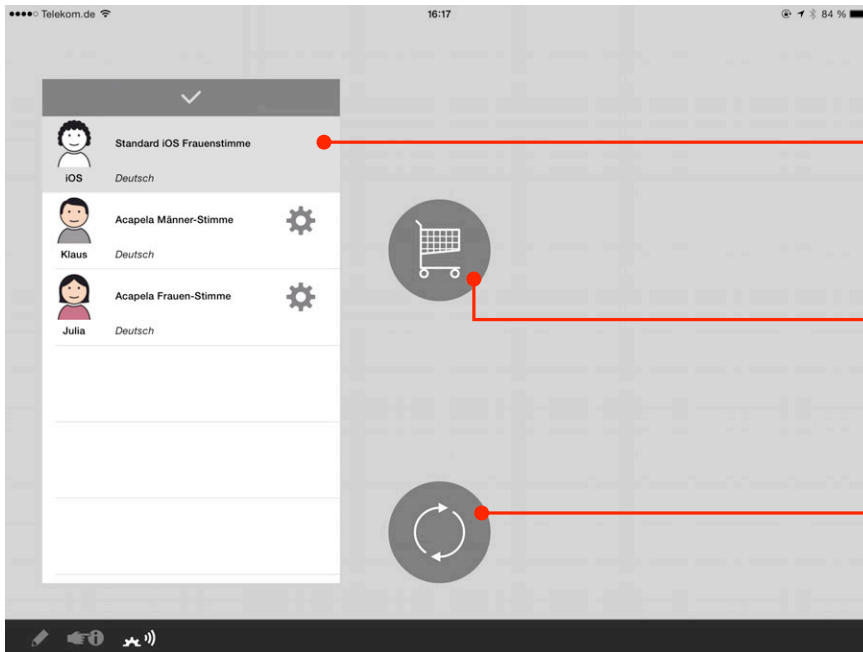 Telekom.de 16:17 84 %
Standard iOS Frauenstimme
iOS Deutsch
Acapela Männer-Stimme
Klaus Deutsch
Acapela Frauen-Stimme
Julia Deutsch